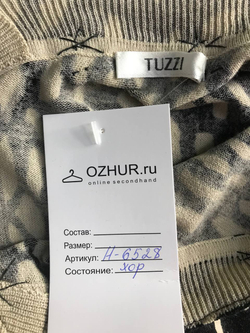 TUZZI
OZHUR.ru
online secondhand
Состав:
Размер:
Артикул: Н-6528
Состояние: хор